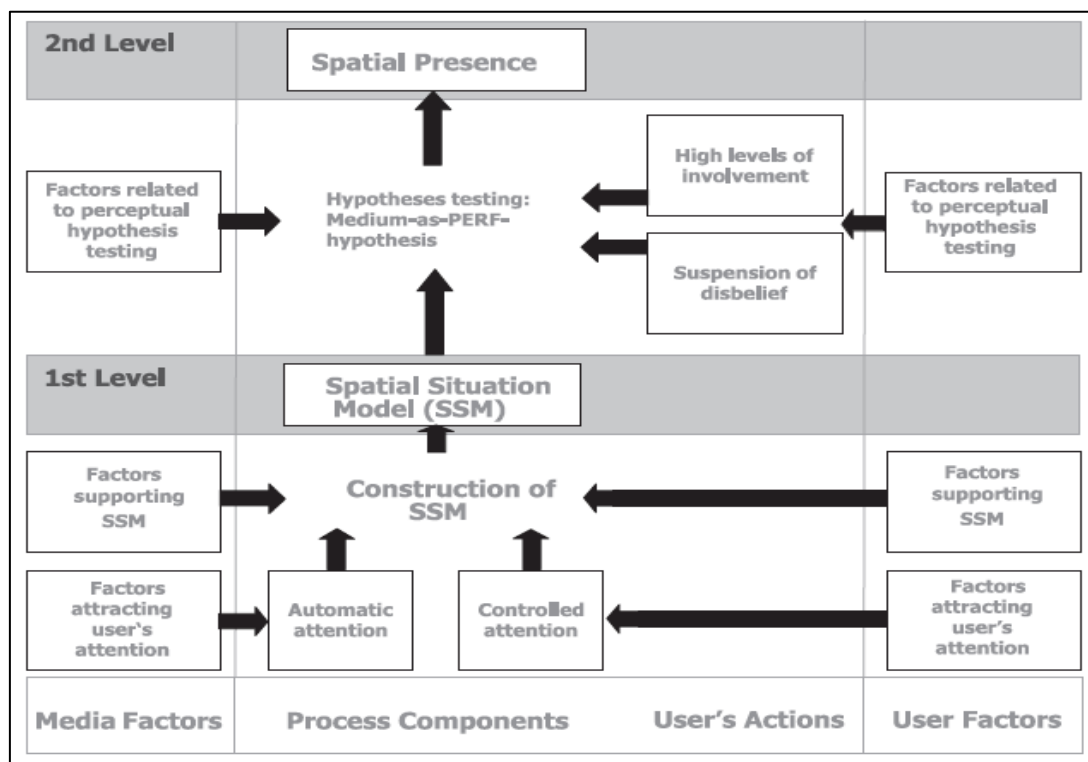 2nd Level
Spatial Presence
Factors related
to perceptual
hypothesis
testing
Hypotheses testing:
Medium-as-PERF-
hypothesis
High levels of
involvement
Suspension of
disbelief
Factors related
to perceptual
hypothesis
testing
1st Level
Spatial Situation
Model (SSM)
Factors
supporting
SSM
Construction of
SSM
Factors
supporting
SSM
Factors
attracting
user‘s
attention
Automatic
attention
Controlled
attention
Factors
attracting
user’s
attention
Media Factors
Process Components
User’s Actions
User Factors